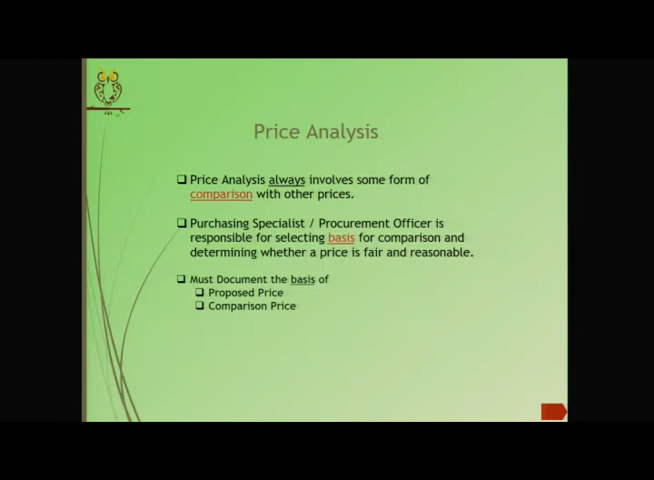 Price Analysis
❑ Price Analysis always involves some form of
comparison with other prices.
❑ Purchasing Specialist / Procurement Officer is
responsible for selecting basis for comparison and
determining whether a price is fair and reasonable.
❑ Must Document the basis of
❑ Proposed Price
❑ Comparison Price